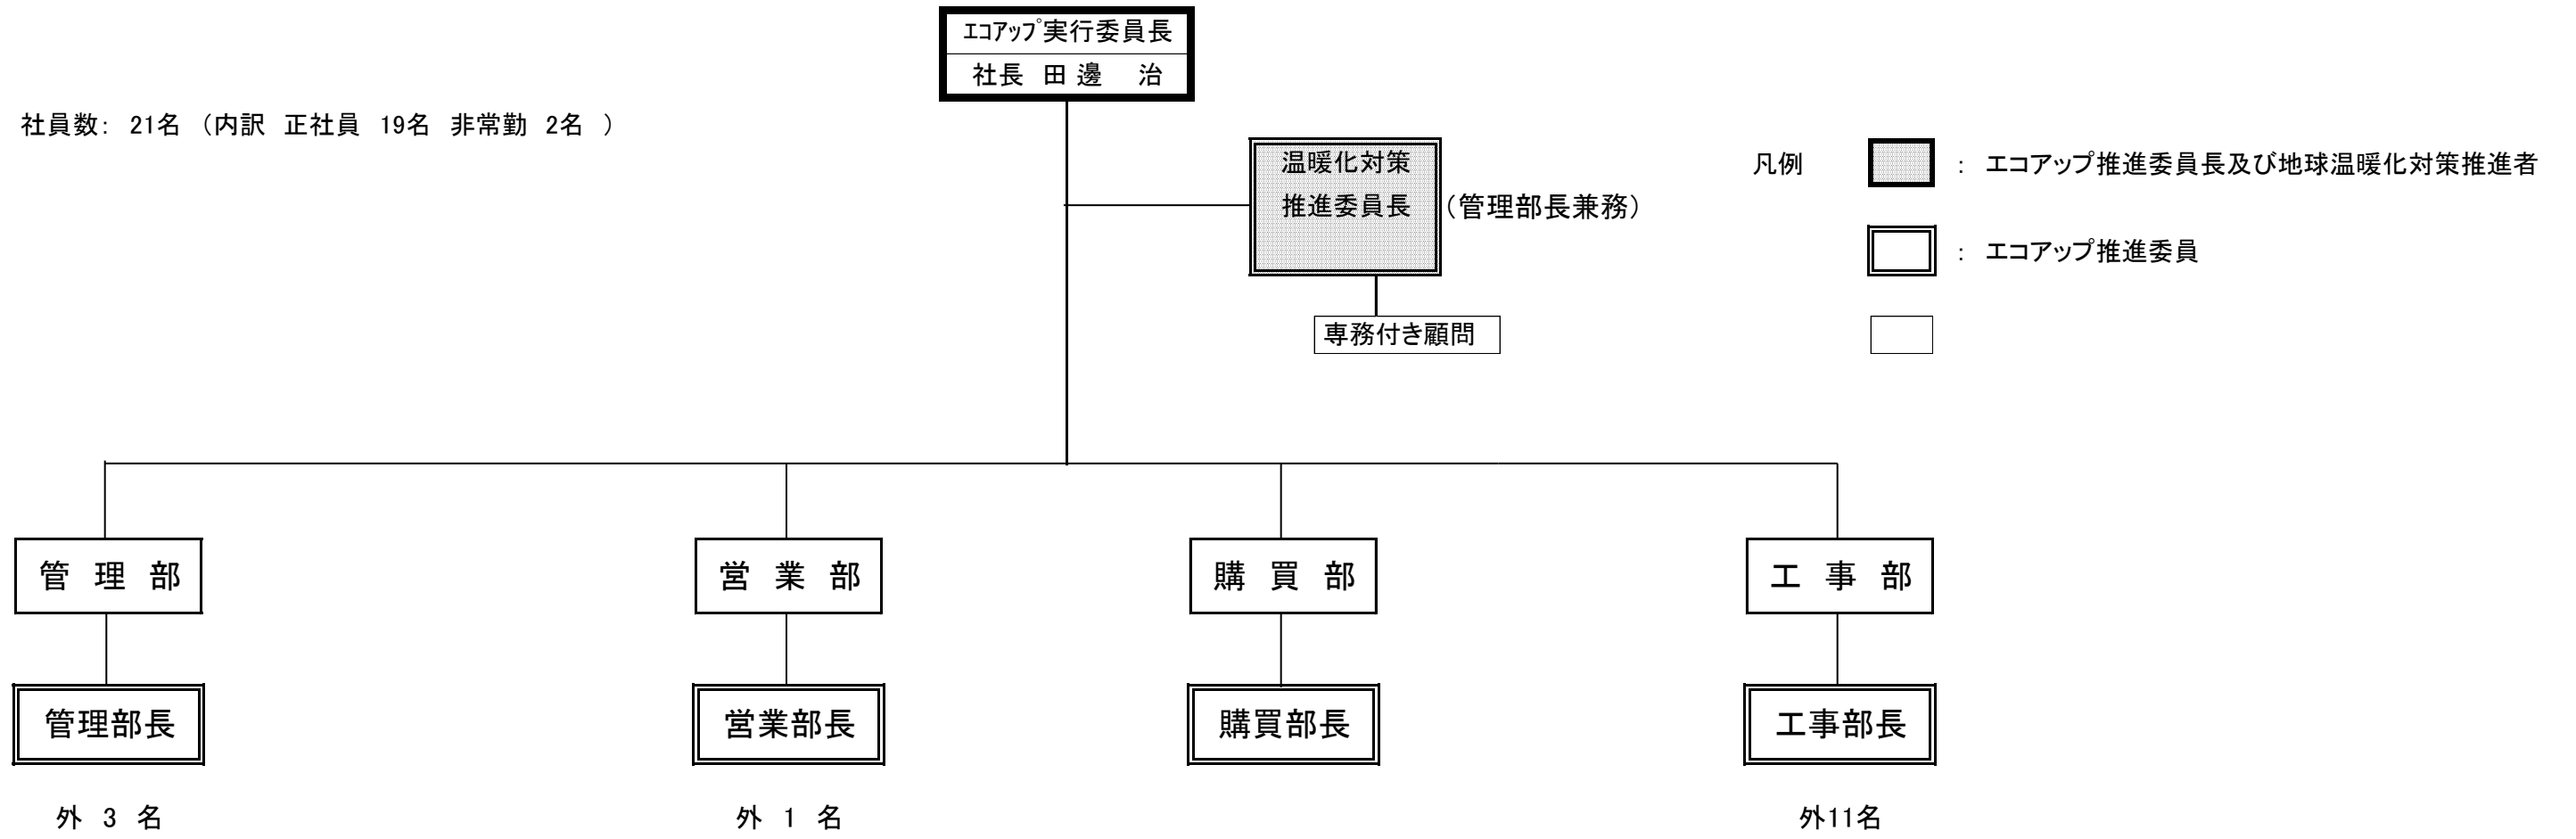 ｴｺｱｯﾌﾟ実行委員長
社長 田 邊 治
社員数： 21名 （内訳 正社員 19名 非常勤 2名 ）
温暖化対策
推進委員長
（管理部長兼務）
専務付き顧問
凡例
： エコアップ推進委員長及び地球温暖化対策推進者
： エコアップ推進委員
管 理 部
営 業 部
購 買 部
工 事 部
管理部長
営業部長
購買部長
工事部長
外 3 名
外 1 名
外11名